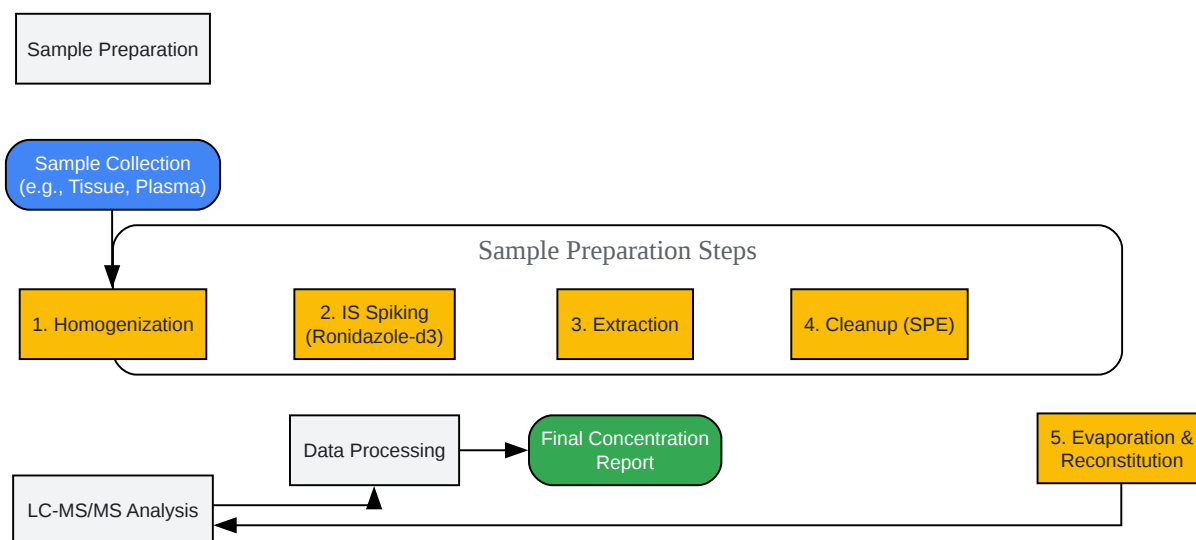 Sample Preparation
Sample Collection
(e.g., Tissue, Plasma)
Sample Preparation Steps
1. Homogenization
2. IS Spiking
(Ronidazole-d3)
3. Extraction
4. Cleanup (SPE)
Data Processing
Final Concentration
Report
5. Evaporation &
Reconstitution
LC-MS/MS Analysis